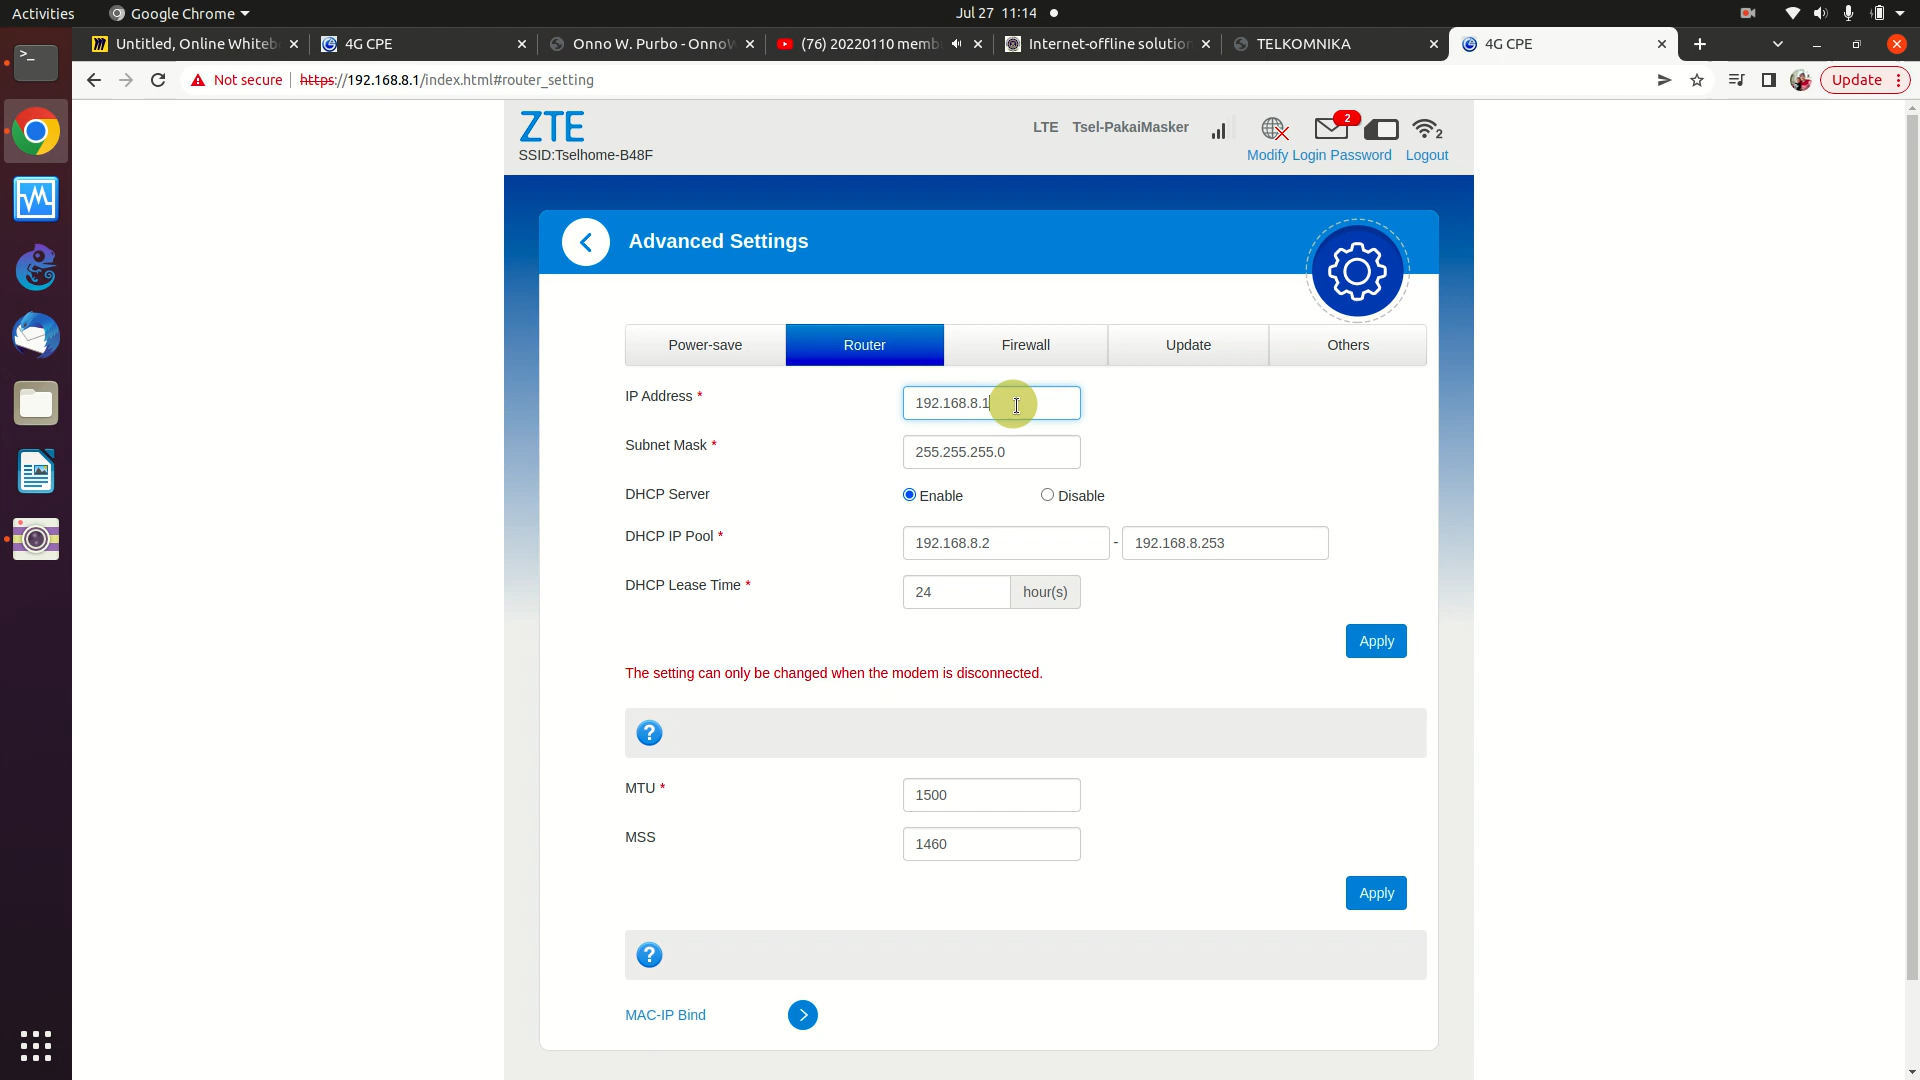 Activities
Google Chrome
Jul 27 11:14
Untitled, Online Whiteb
4G CPE
Onno W. Purbo - OnnoW
(76) 20220110 memb
Internet-offline solution
TELKOMNIKA
4G CPE
Not secure
https://192.168.8.1/index.html#router_setting
Update
ZTE
SSID:Tselhome-B48F
LTE Tsel-PakaiMasker
2
2
Modify Login Password
Logout
Advanced Settings
Power-save
Router
Firewall
Update
Others
IP Address *
192.168.8.1
Subnet Mask *
255.255.255.0
DHCP Server
Enable
Disable
DHCP IP Pool *
192.168.8.2
-
192.168.8.253
DHCP Lease Time *
24
hour(s)
Apply
The setting can only be changed when the modem is disconnected.
?
MTU *
1500
MSS
1460
Apply
?
MAC-IP Bind